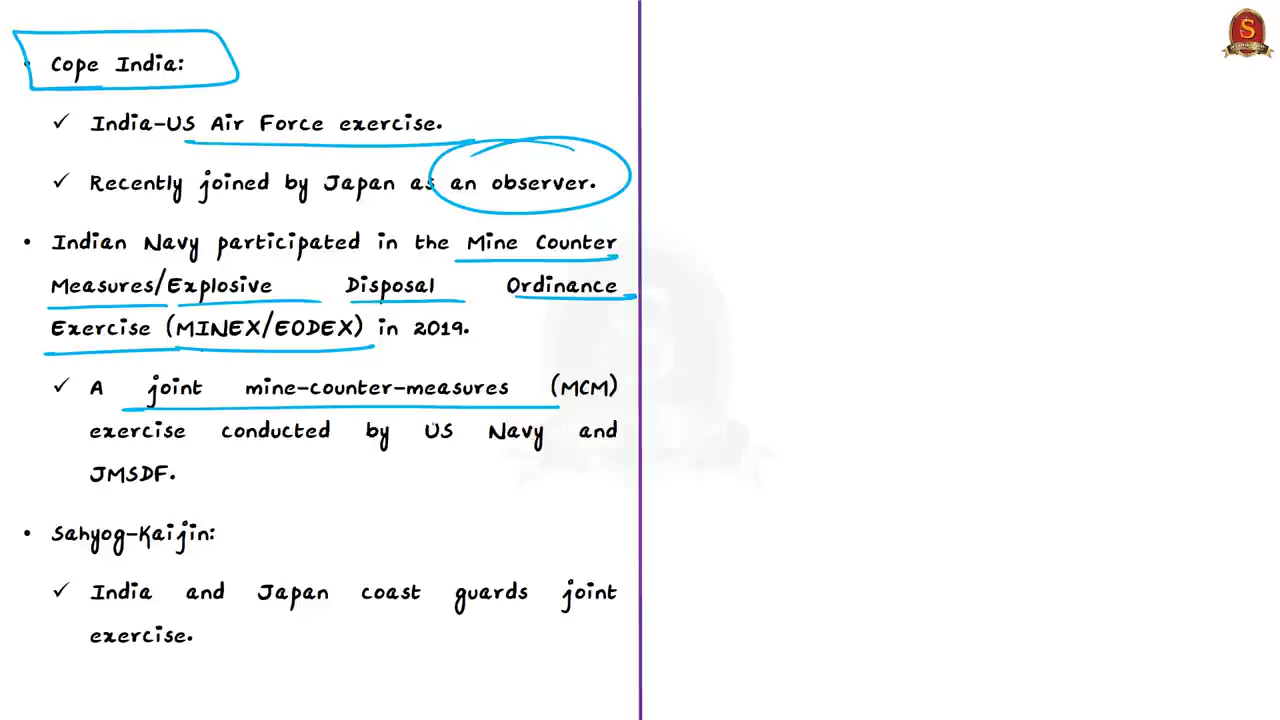 • Cope India:
✓ India-US Air Force exercise.
✓ Recently joined by Japan as an observer.
• Indian Navy participated in the Mine Counter
Measures/Explosive Disposal Ordinance
Exercise (MINEX/EODEX) in 2019.
✓ A joint mine-counter-measures (MCM)
exercise conducted by US Navy and
JMSDF.
• Sahyog-Kaijin:
✓ India and Japan coast guards joint
exercise.
S